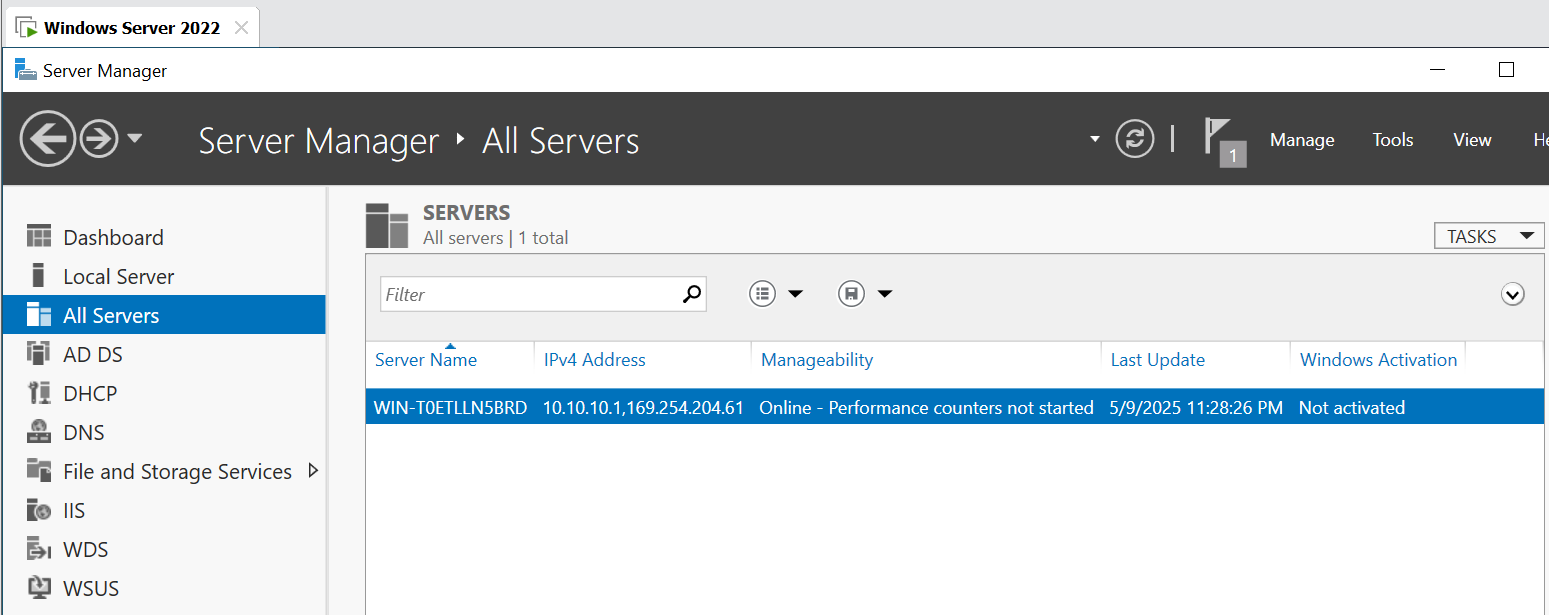 Windows Server 2022
Server Manager
Server Manager ‣ All Servers
1
Manage Tools View He
Dashboard
Local Server
All Servers
AD DS
DHCP
DNS
File and Storage Services
IIS
WDS
WSUS
SERVERS
All servers | 1 total
TASKS
Filter
Server Name IPv4 Address Manageability Last Update Windows Activation
WIN-T0ETLLN5BRD 10.10.10.1,169.254.204.61 Online - Performance counters not started 5/9/2025 11:28:26 PM Not activated